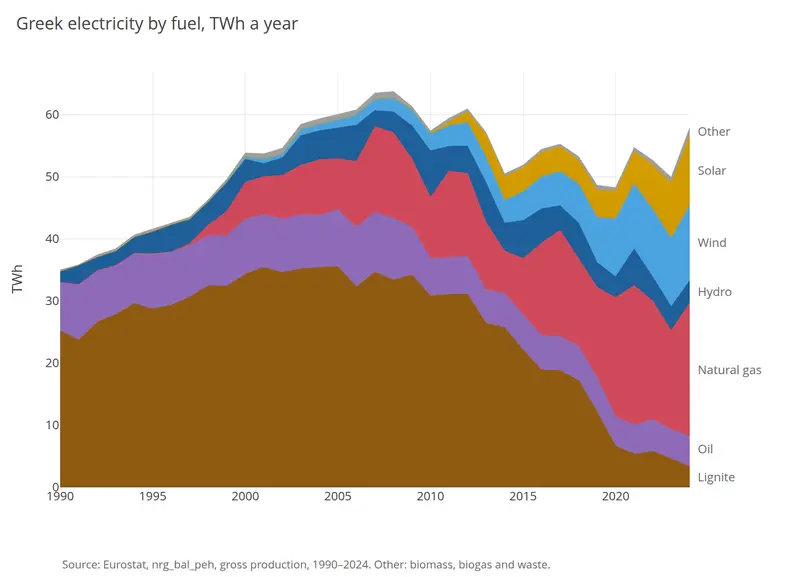 Greek electricity by fuel, TWh a year
TWh
60
50
40
30
20
10
0
1990
1995
2000
2005
2010
2015
2020
Other
Solar
Wind
Hydro
Natural gas
Oil
Lignite
Source: Eurostat, nrg_bal_peh, gross production, 1990–2024. Other: biomass, biogas and waste.